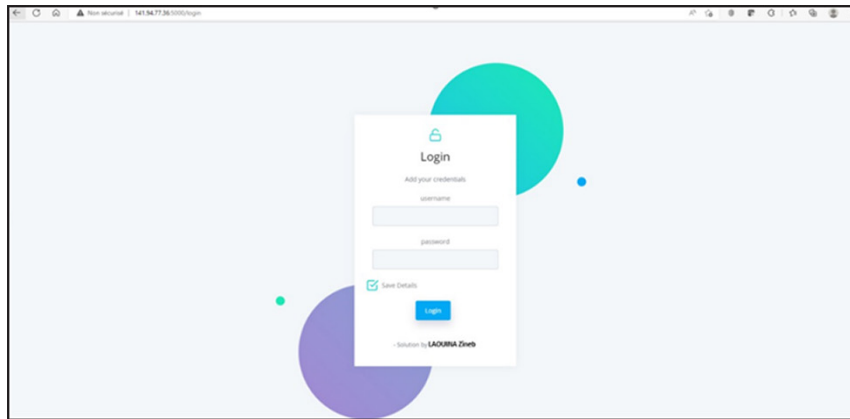 Non sécurisé | 141.94.77.36:5000/login
Login
Add your credentials
username
password
Save Details
Login
- Solution by LAOUINA Zineb